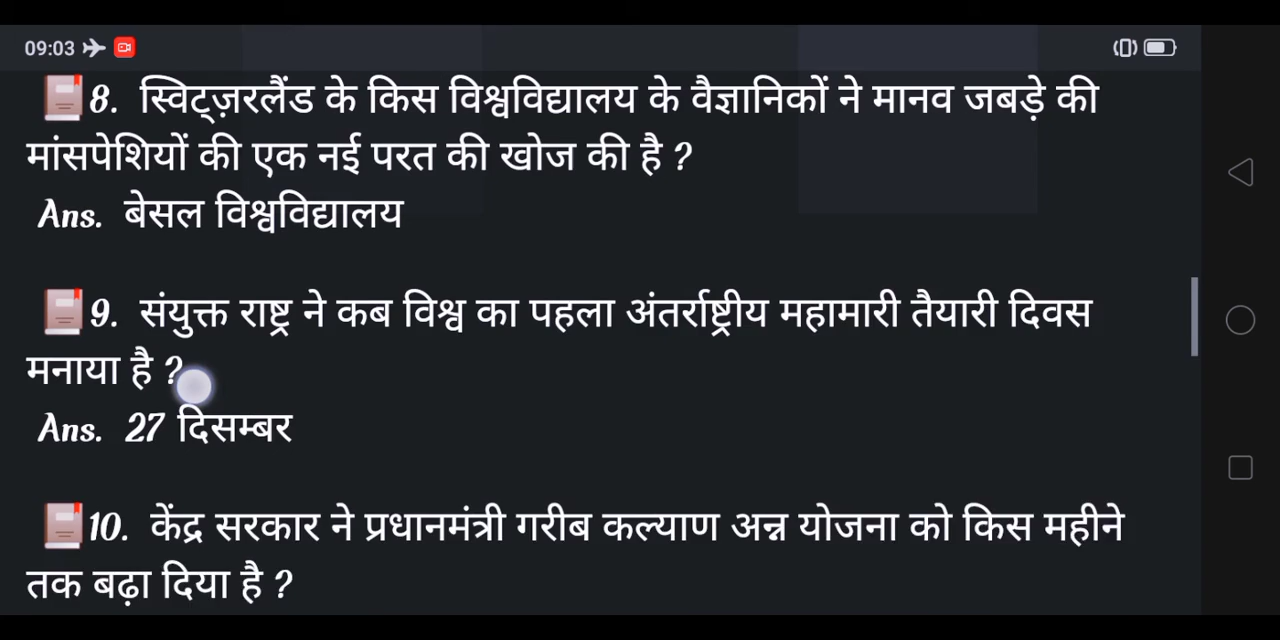 09:03
8. स्विट्ज़रलैंड के किस विश्वविद्यालय के वैज्ञानिकों ने मानव जबड़े की
मांसपेशियों की एक नई परत की खोज की है ?
Ans. बेसल विश्वविद्यालय
9. संयुक्त राष्ट्र ने कब विश्व का पहला अंतर्राष्ट्रीय महामारी तैयारी दिवस
मनाया है ?
Ans. 27 दिसम्बर
10. केंद्र सरकार ने प्रधानमंत्री गरीब कल्याण अन्न योजना को किस महीने
तक बढ़ा दिया है ?